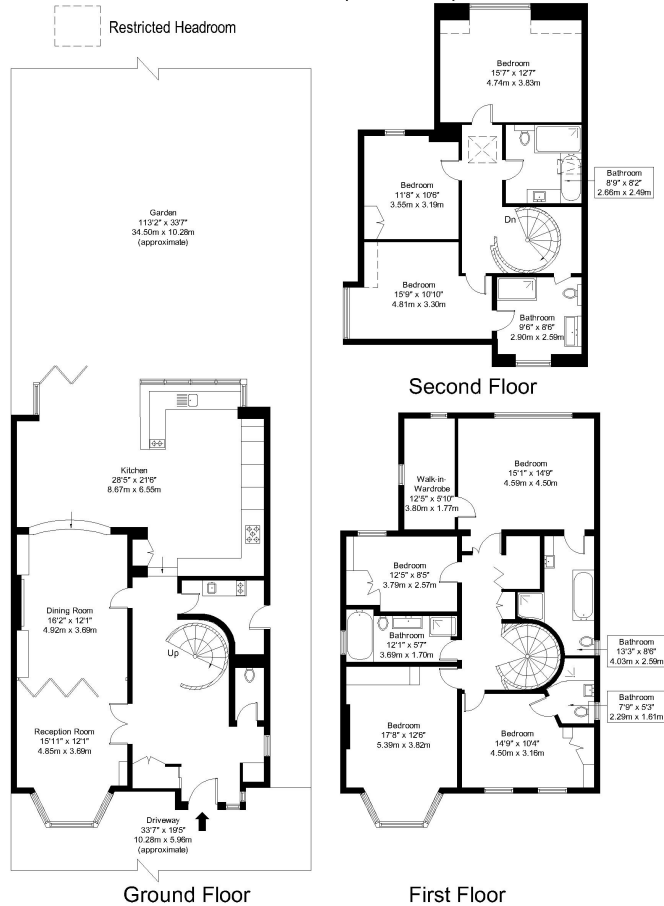 Restricted Headroom
Garden
113'2" x 33'7"
34.50m x 10.28m
(approximate)
Kitchen
28'5" x 21'6"
8.67m x 6.55m
Dining Room
16'2" x 12'1"
4.92m x 3.69m
Up
Reception Room
15'11" x 12'1"
4.85m x 3.69m
Driveway
33'7" x 19'5"
10.28m x 5.96m
(approximate)
Ground Floor
Bedroom
15'7" x 12'7"
4.74m x 3.83m
Bedroom
11'8" x 10'6"
3.55m x 3.19m
Bathroom
8'9" x 8'2"
2.66m x 2.49m
Dn
Bedroom
15'9" x 10'10"
4.81m x 3.30m
Bathroom
9'6" x 8'6"
2.90m x 2.59m
Second Floor
Bedroom
15'1" x 14'9"
4.59m x 4.50m
Walk-in-
Wardrobe
12'5" x 5'10"
3.80m x 1.77m
Bedroom
12'5" x 8'5"
3.79m x 2.57m
Bathroom
12'1" x 5'7"
3.69m x 1.70m
Bathroom
13'3" x 8'6"
4.03m x 2.59m
Bathroom
7'9" x 5'3"
2.29m x 1.61m
Bedroom
17'8" x 12'6"
5.39m x 3.82m
Bedroom
14'9" x 10'4"
4.50m x 3.16m
First Floor